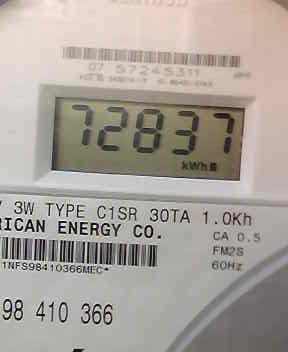 07 57245311
72837
kWh
3W TYPE C1SR 30TA 1.0Kh
RICAN ENERGY CO. CA 0.5
FM2S
1NFS98410366MEC* 60Hz
98 410 366